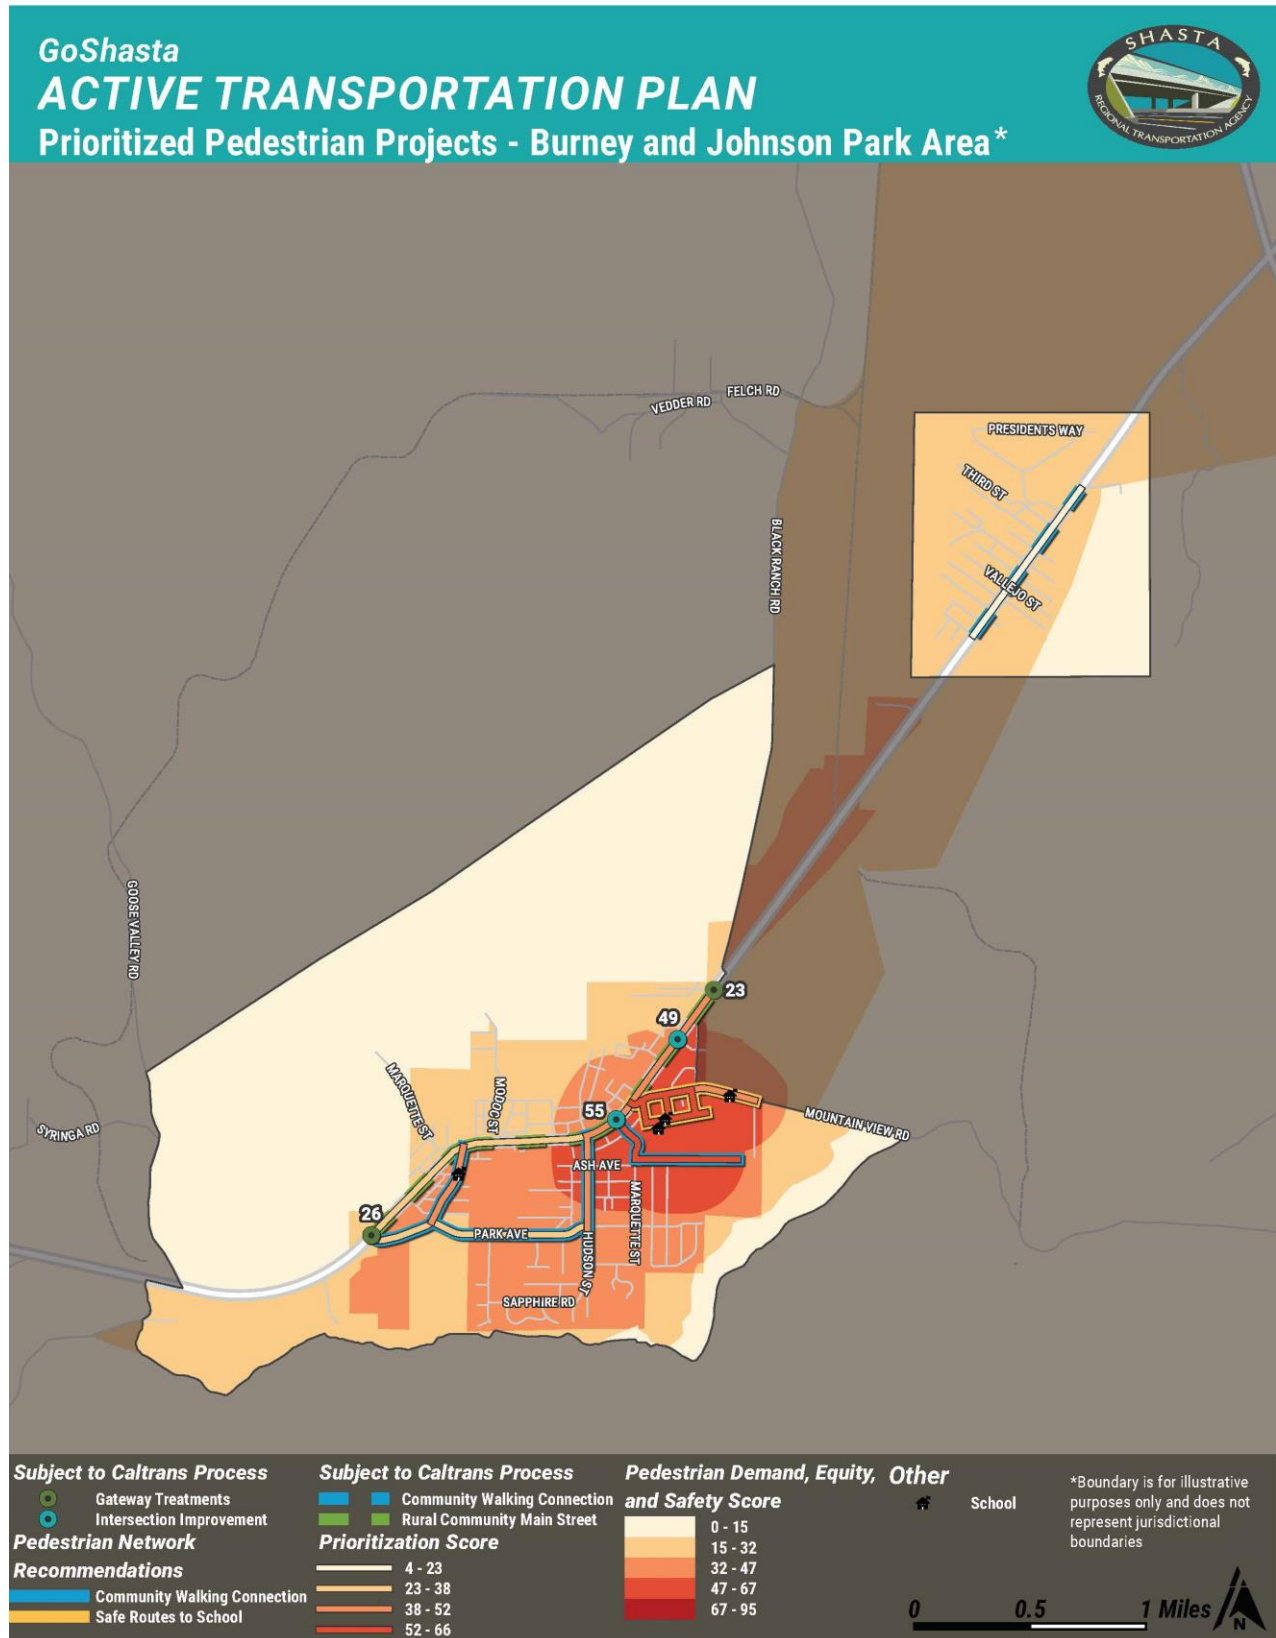 GoShasta
ACTIVE TRANSPORTATION PLAN
Prioritized Pedestrian Projects - Burney and Johnson Park Area*
SHASTA
REGIONAL TRANSPORTATION AGENCY
FELCH RD
VEDDER RD
PRESIDENTS WAY
THIRD ST
BLACK RANCH RD
VALLEJO ST
GOOSE VALLEY RD
23
49
MARQUETTE ST
MODOC ST
55
MOUNTAIN VIEW RD
SYRINGA RD
ASH AVE
MARQUETTE ST
26
PARK AVE
HUDSON ST
SAPPHIRE RD
Subject to Caltrans Process
Gateway Treatments
Intersection Improvement
Pedestrian Network
Recommendations
Community Walking Connection
Safe Routes to School
Subject to Caltrans Process
Community Walking Connection
Rural Community Main Street
Prioritization Score
4 - 23
23 - 38
38 - 52
52 - 66
Pedestrian Demand, Equity,
and Safety Score
0 - 15
15 - 32
32 - 47
47 - 67
67 - 95
Other
School
*Boundary is for illustrative
purposes only and does not
represent jurisdictional
boundaries
0 0.5 1 Miles
N